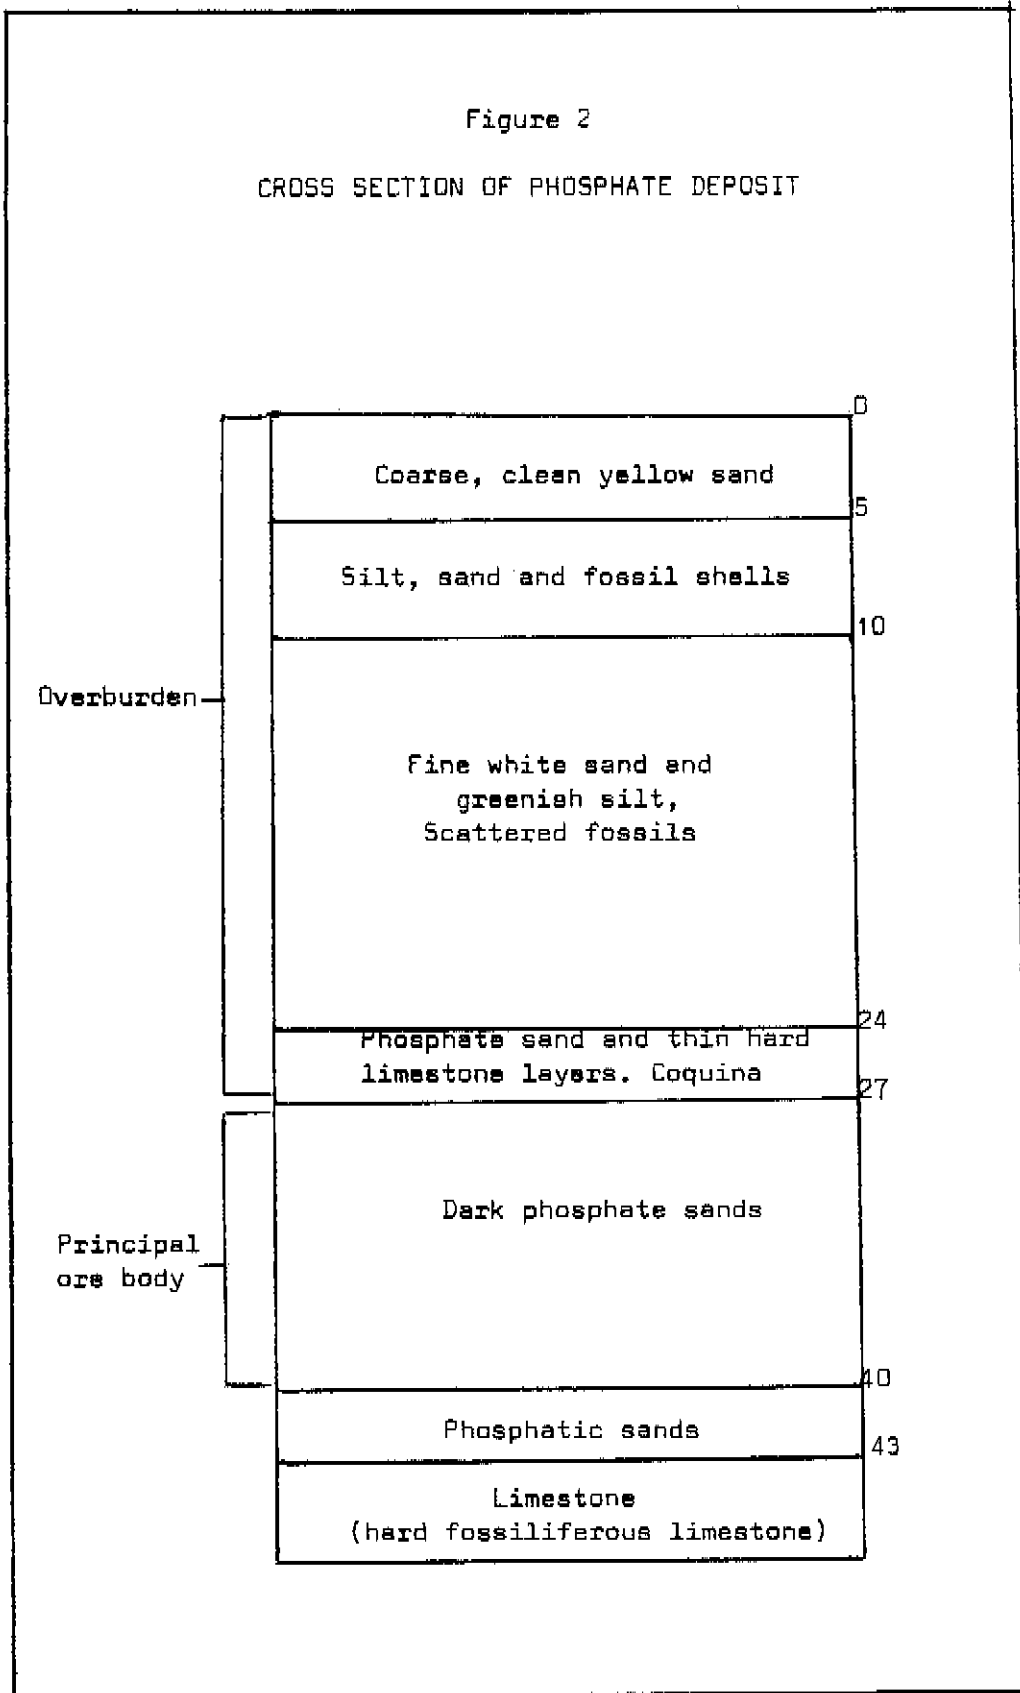 Figure 2
CROSS SECTION OF PHOSPHATE DEPOSIT
0
Coarse, clean yellow sand
5
Silt, sand and fossil shells
10
Overburden
Fine white sand and
greenish silt,
Scattered fossils
24
Phosphate sand and thin hard
limestone layers. Coquina
27
Dark phosphate sands
Principal
ore body
40
Phosphatic sands
43
Limestone
(hard fossiliferous limestone)